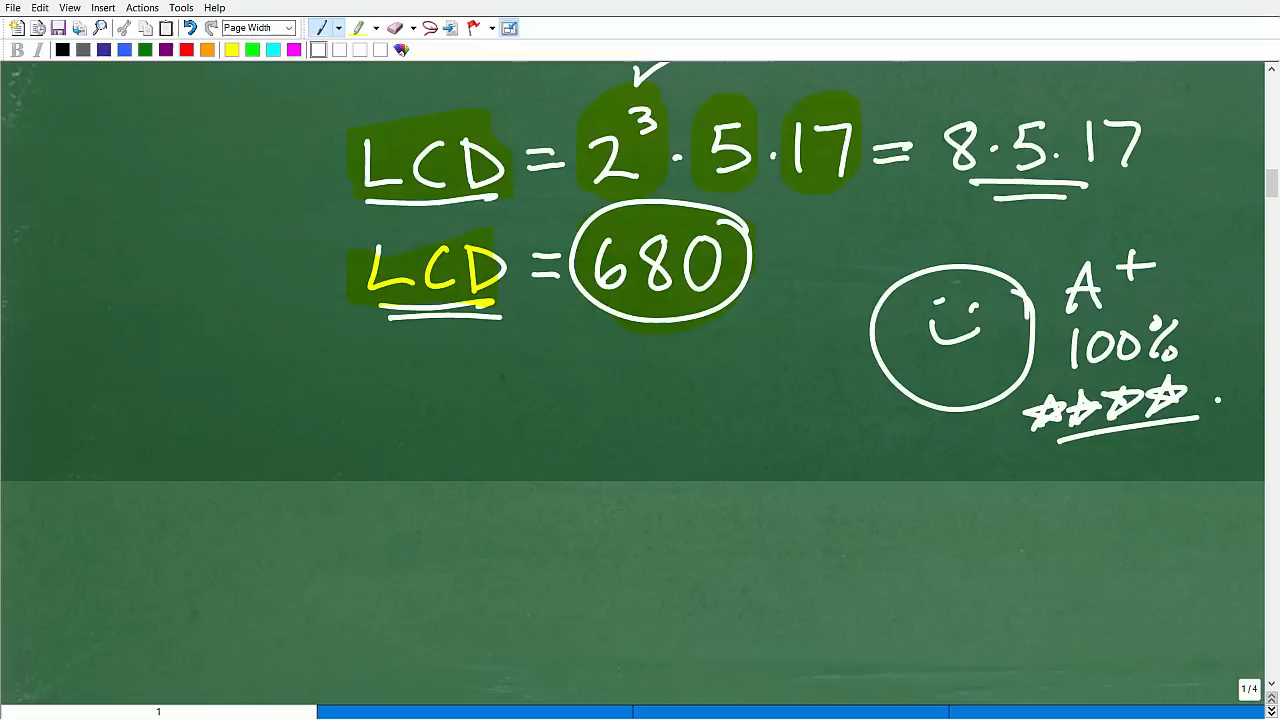 File Edit View Insert Actions Tools Help
Page Width
B I
LCD = 2³ · 5 · 17 = 8 · 5 · 17
LCD = 680
A+
100%
1/4
1